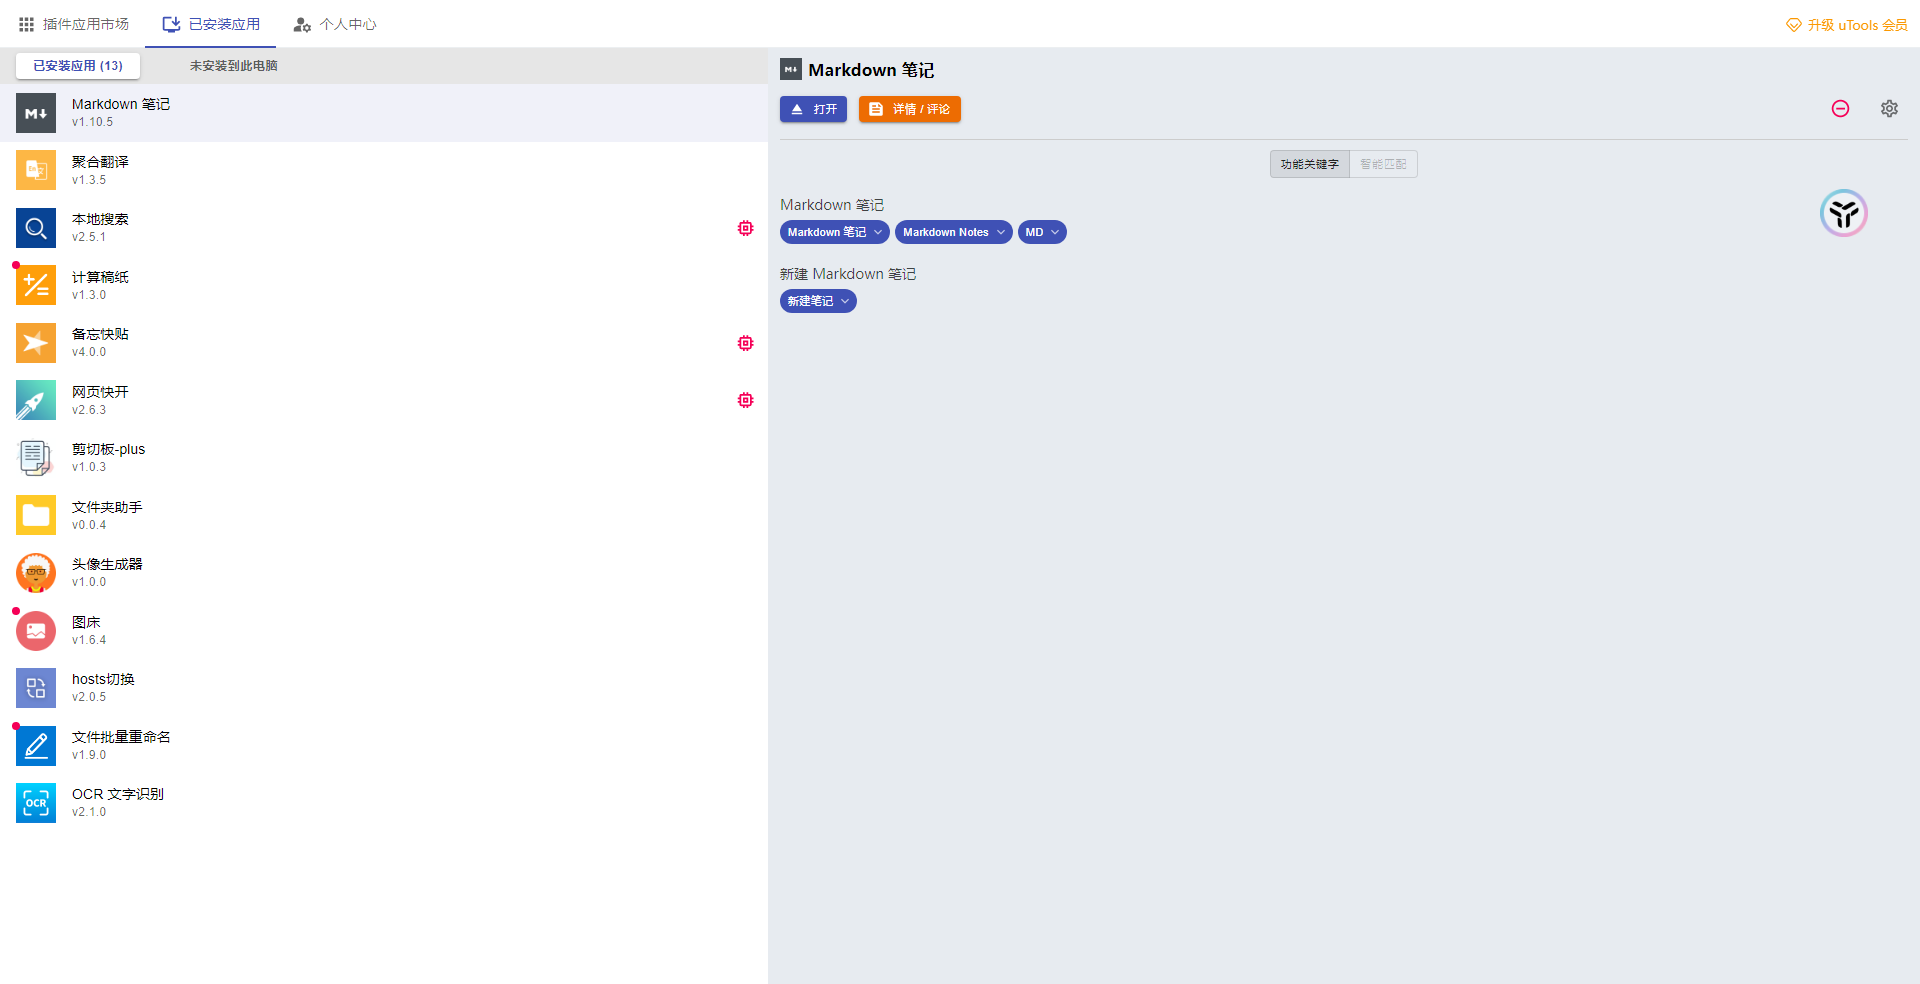 插件应用市场 已安装应用 个人中心 升级 uTools 会员
已安装应用 (13) 未安装到此电脑
Markdown 笔记
v1.10.5
聚合翻译
v1.3.5
本地搜索
v2.5.1
计算稿纸
v1.3.0
备忘快贴
v4.0.0
网页快开
v2.6.3
剪切板-plus
v1.0.3
文件夹助手
v0.0.4
头像生成器
v1.0.0
图床
v1.6.4
hosts切换
v2.0.5
文件批量重命名
v1.9.0
OCR
OCR 文字识别
v2.1.0
Markdown 笔记
打开 详情 / 评论
功能关键字 智能匹配
Markdown 笔记
Markdown 笔记 Markdown Notes MD
新建 Markdown 笔记
新建笔记